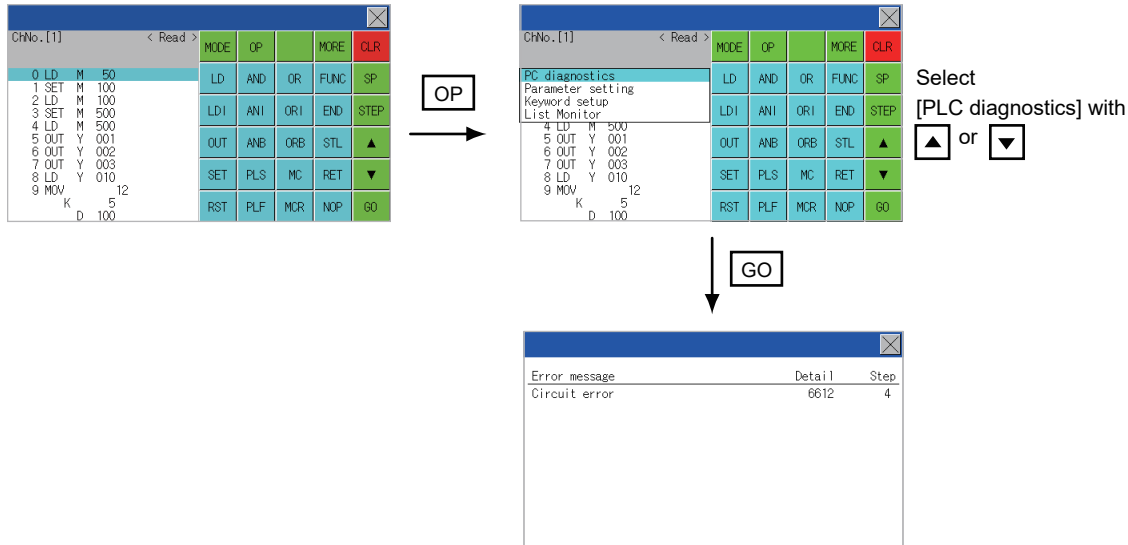 ChNo.[1] < Read >
MODE OP MORE CLR
0 LD M 50
1 SET M 100
2 LD M 100
3 SET M 500
4 LD M 500
5 OUT Y 001
6 OUT Y 002
7 OUT Y 003
8 LD Y 010
9 MOV 12
K 5
D 100
LD AND OR FUNC SP
LDI ANI ORI END STEP
OUT ANB ORB STL ▲
SET PLS MC RET ▼
RST PLF MCR NOP GO
OP
ChNo.[1] < Read >
MODE OP MORE CLR
PC diagnostics
Parameter setting
Keyword setup
List Monitor
4 LD M 500
5 OUT Y 001
6 OUT Y 002
7 OUT Y 003
8 LD Y 010
9 MOV 12
K 5
D 100
LD AND OR FUNC SP
LDI ANI ORI END STEP
OUT ANB ORB STL ▲
SET PLS MC RET ▼
RST PLF MCR NOP GO
Select
[PLC diagnostics] with
▲ or ▼
GO
Error message Detail Step
Circuit error 6612 4